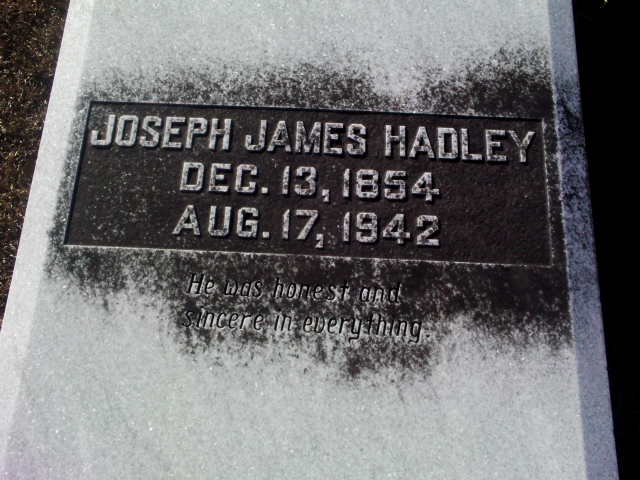 JOSEPH JAMES HADLEY
DEC. 13, 1854
AUG. 17, 1942
He was honest and
sincere in everything.